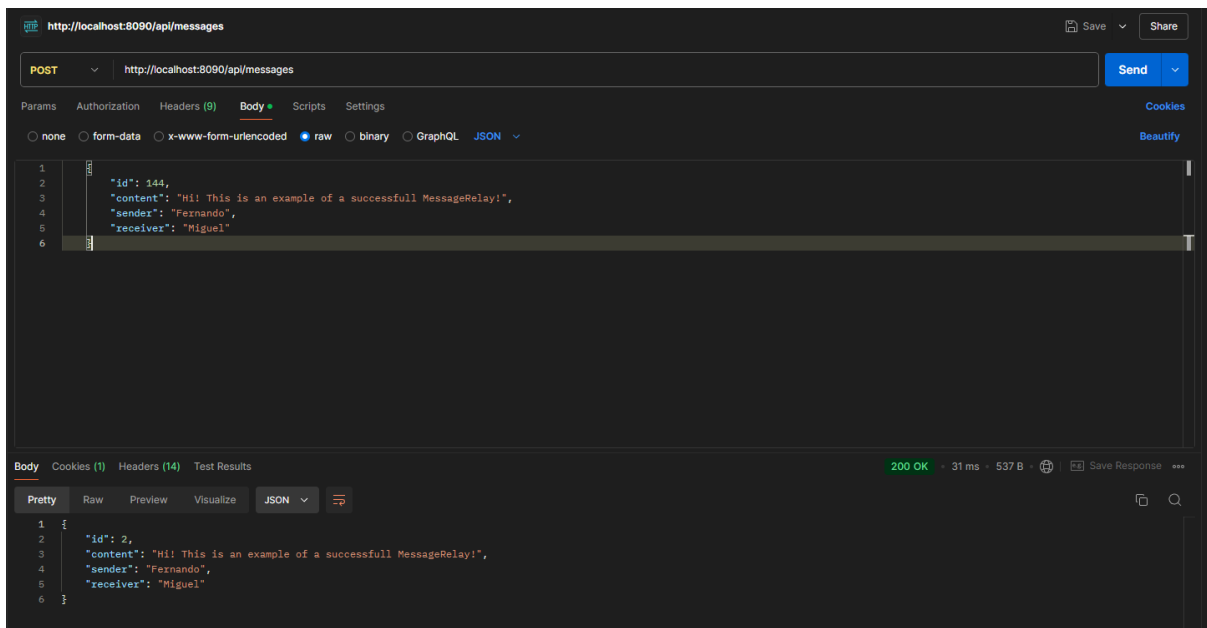 HTTP http://localhost:8090/api/messages Save Share
POST http://localhost:8090/api/messages Send
Params Authorization Headers (9) Body Scripts Settings Cookies
none form-data x-www-form-urlencoded raw binary GraphQL JSON Beautify
1 {
2 "id": 144,
3 "content": "Hi! This is an example of a successfull MessageRelay!",
4 "sender": "Fernando",
5 "receiver": "Miguel"
6 }
Body Cookies (1) Headers (14) Test Results 200 OK 31 ms 537 B Save Response
Pretty Raw Preview Visualize JSON
1 {
2 "id": 2,
3 "content": "Hi! This is an example of a successfull MessageRelay!",
4 "sender": "Fernando",
5 "receiver": "Miguel"
6 }